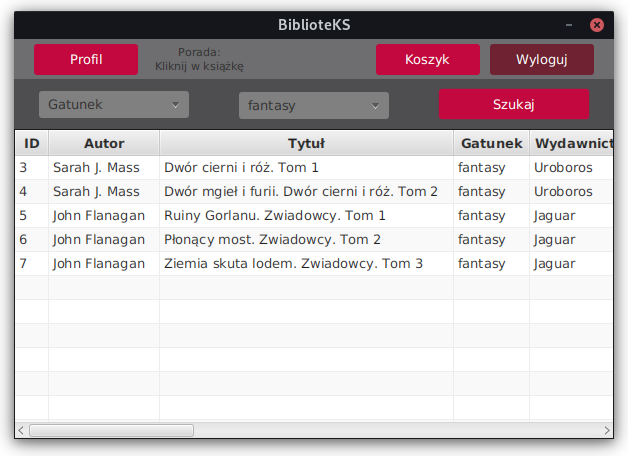 BiblioteKS
Profil
Porada:
Kliknij w książkę
Koszyk
Wyloguj
Gatunek
fantasy
Szukaj
ID Autor Tytuł Gatunek Wydawnict
3 Sarah J. Mass Dwór cierni i róż. Tom 1 fantasy Uroboros
4 Sarah J. Mass Dwór mgieł i furii. Dwór cierni i róż. Tom 2 fantasy Uroboros
5 John Flanagan Ruiny Gorlanu. Zwiadowcy. Tom 1 fantasy Jaguar
6 John Flanagan Płonący most. Zwiadowcy. Tom 2 fantasy Jaguar
7 John Flanagan Ziemia skuta lodem. Zwiadowcy. Tom 3 fantasy Jaguar